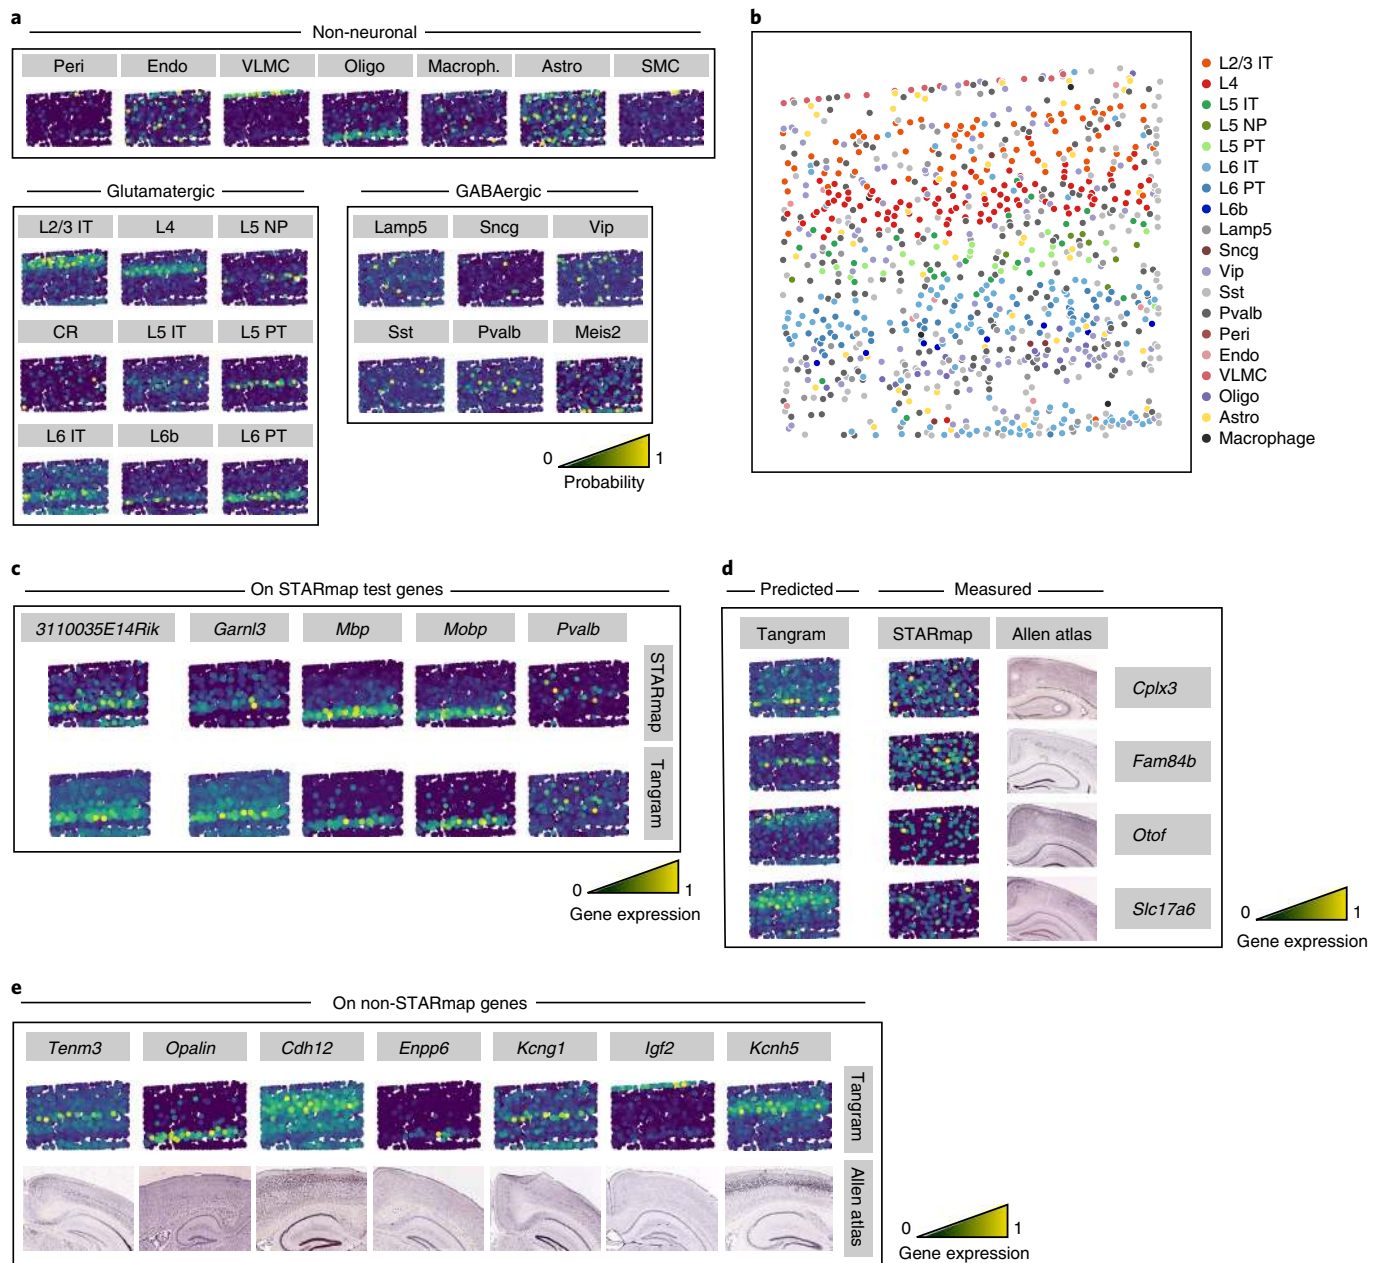 a
Non-neuronal
Peri Endo VLMC Oligo Macroph. Astro SMC
Glutamatergic
L2/3 IT L4 L5 NP
CR L5 IT L5 PT
L6 IT L6b L6 PT
GABAergic
Lamp5 Sncg Vip
Sst Pvalb Meis2
0 1
Probability
b
L2/3 IT
L4
L5 IT
L5 NP
L5 PT
L6 IT
L6 PT
L6b
Lamp5
Sncg
Vip
Sst
Pvalb
Peri
Endo
VLMC
Oligo
Astro
Macrophage
c
On STARmap test genes
3110035E14Rik Garnl3 Mbp Mobp Pvalb
STARmap
Tangram
0 1
Gene expression
d
Predicted Measured
Tangram STARmap Allen atlas
Cplx3
Fam84b
Otof
Slc17a6
0 1
Gene expression
e
On non-STARmap genes
Tenm3 Opalin Cdh12 Enpp6 Kcng1 Igf2 Kcnh5
Tangram
Allen atlas
0 1
Gene expression